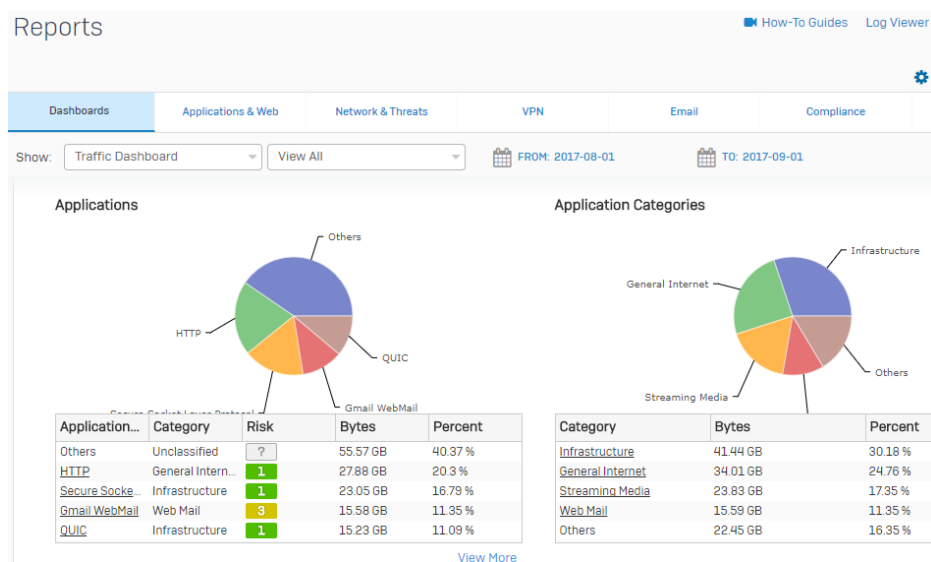 Reports
How-To Guides Log Viewer
Dashboards Applications & Web Network & Threats VPN Email Compliance
Show: Traffic Dashboard View All FROM: 2017-08-01 TO: 2017-09-01
Applications
Others
HTTP
QUIC
Gmail WebMail
Secure Socket Layer Protocol
Application... Category Risk Bytes Percent
Others Unclassified ? 55.57 GB 40.37 %
HTTP General Intern... 1 27.88 GB 20.3 %
Secure Socke... Infrastructure 1 23.05 GB 16.79 %
Gmail WebMail Web Mail 3 15.58 GB 11.35 %
QUIC Infrastructure 1 15.23 GB 11.09 %
View More
Application Categories
Infrastructure
General Internet
Others
Streaming Media
Category Bytes Percent
Infrastructure 41.44 GB 30.18 %
General Internet 34.01 GB 24.76 %
Streaming Media 23.83 GB 17.35 %
Web Mail 15.59 GB 11.35 %
Others 22.45 GB 16.35 %